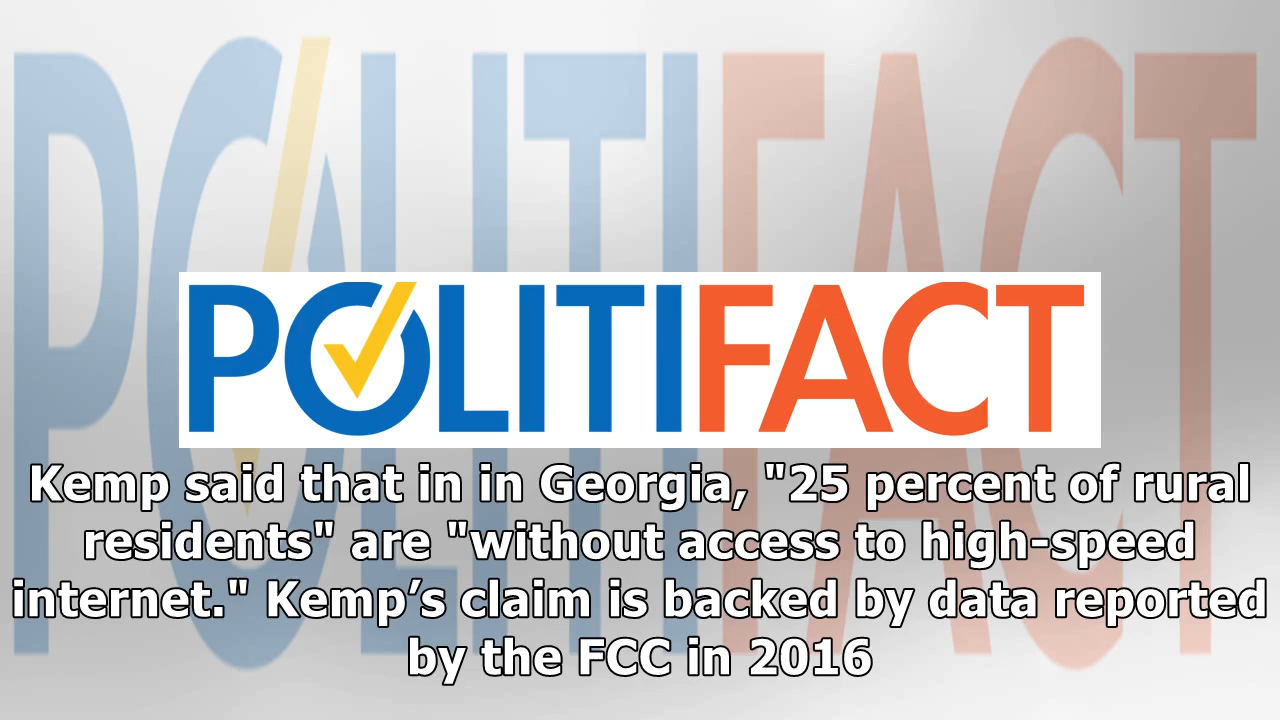 POLITIFACT
POLITIFACT
Kemp said that in in Georgia, "25 percent of rural
residents" are "without access to high-speed
internet." Kemp’s claim is backed by data reported
by the FCC in 2016